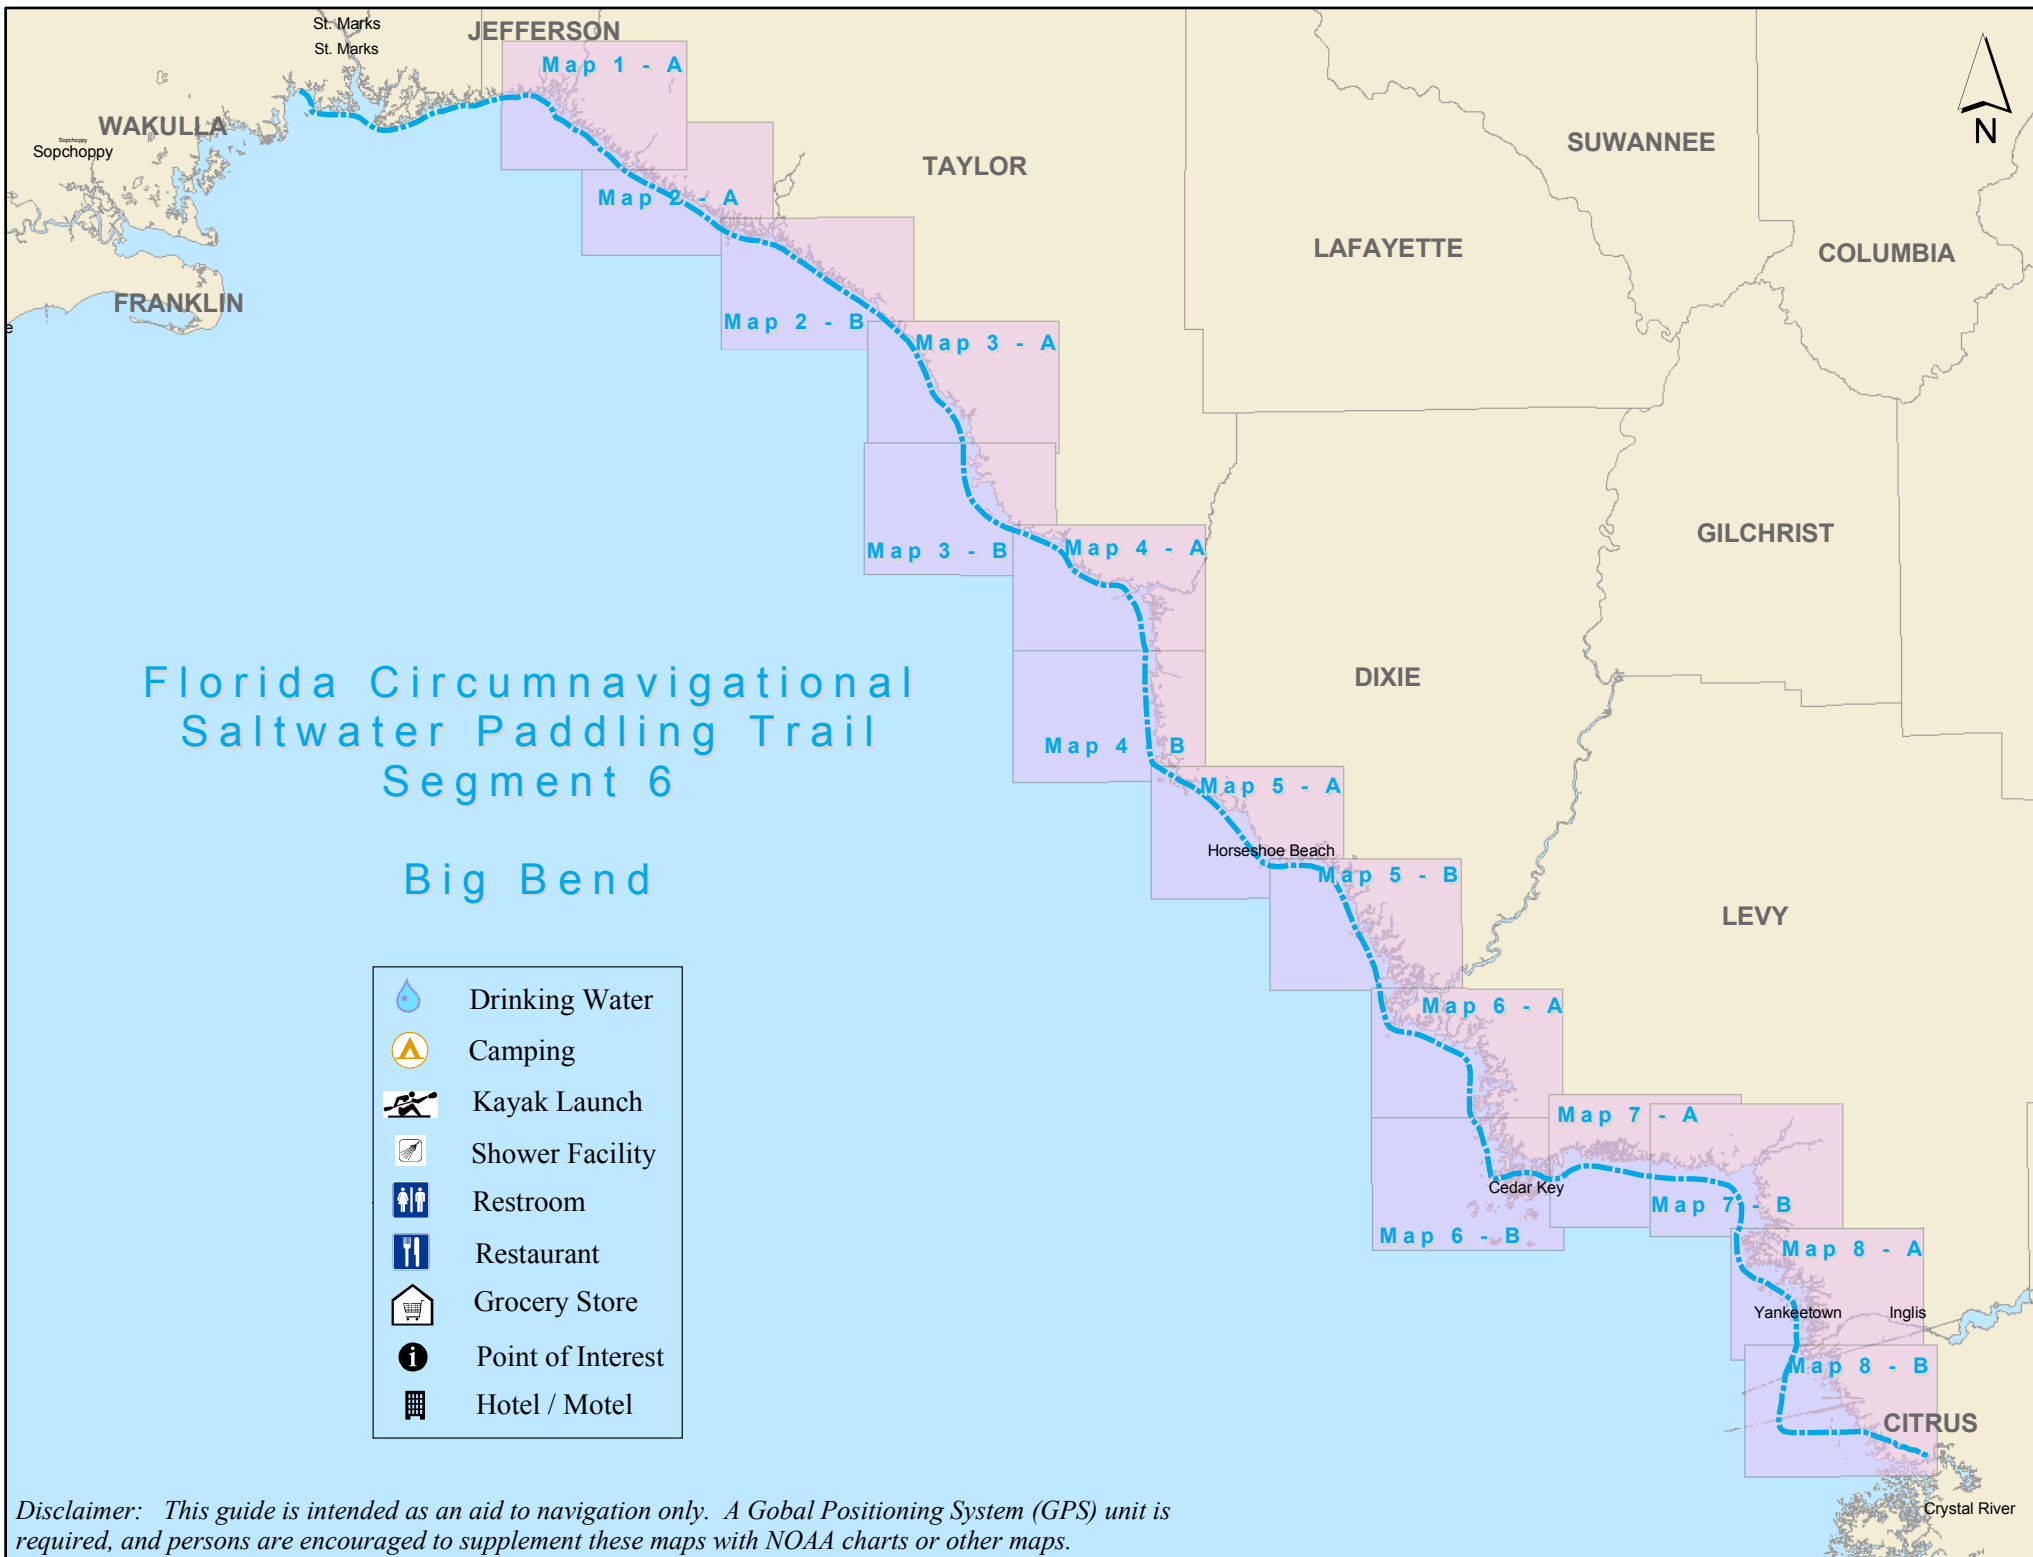 St. Marks
St. Marks
JEFFERSON
Map 1 - A
WAKULLA
Sopchoppy
Sopchoppy
N
SUWANNEE
TAYLOR
Map 2 - A
LAFAYETTE
COLUMBIA
FRANKLIN
e
Map 2 - B
Map 3 - A
GILCHRIST
Map 3 - B
Map 4 - A
Florida Circumnavigational
Saltwater Paddling Trail
Segment 6
Big Bend
DIXIE
Map 4 - B
Map 5 - A
Horseshoe Beach
Map 5 - B
LEVY
Map 6 - A
Map 7 - A
Cedar Key
Map 7 - B
Map 6 - B
Map 8 - A
Yankeetown
Inglis
Map 8 - B
CITRUS
Crystal River
Drinking Water
Camping
Kayak Launch
Shower Facility
Restroom
Restaurant
Grocery Store
i
Point of Interest
Hotel / Motel
Disclaimer: This guide is intended as an aid to navigation only. A Gobal Positioning System (GPS) unit is
required, and persons are encouraged to supplement these maps with NOAA charts or other maps.